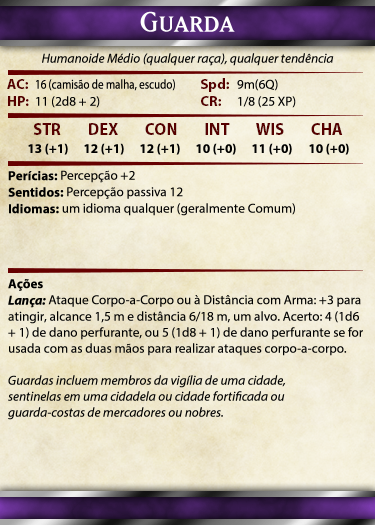 GUARDA
Humanoide Médio (qualquer raça), qualquer tendência
AC: 16 (camisão de malha, escudo) Spd: 9m(6Q)
HP: 11 (2d8 + 2) CR: 1/8 (25 XP)
STR DEX CON INT WIS CHA
13 (+1) 12 (+1) 12 (+1) 10 (+0) 11 (+0) 10 (+0)
Perícias: Percepção +2
Sentidos: Percepção passiva 12
Idiomas: um idioma qualquer (geralmente Comum)
Ações
Lança: Ataque Corpo-a-Corpo ou à Distância com Arma: +3 para
atingir, alcance 1,5 m e distância 6/18 m, um alvo. Acerto: 4 (1d6
+ 1) de dano perfurante, ou 5 (1d8 + 1) de dano perfurante se for
usada com as duas mãos para realizar ataques corpo-a-corpo.
Guardas incluem membros da vigília de uma cidade,
sentinelas em uma cidadela ou cidade fortificada ou
guarda-costas de mercadores ou nobres.